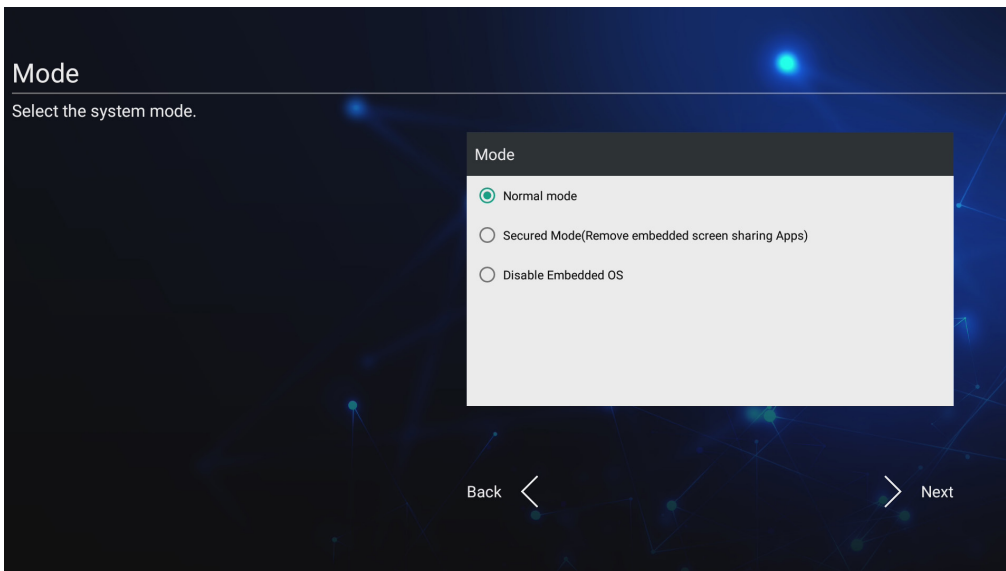 Mode
Select the system mode.
Mode
Normal mode
Secured Mode(Remove embedded screen sharing Apps)
Disable Embedded OS
Back
Next